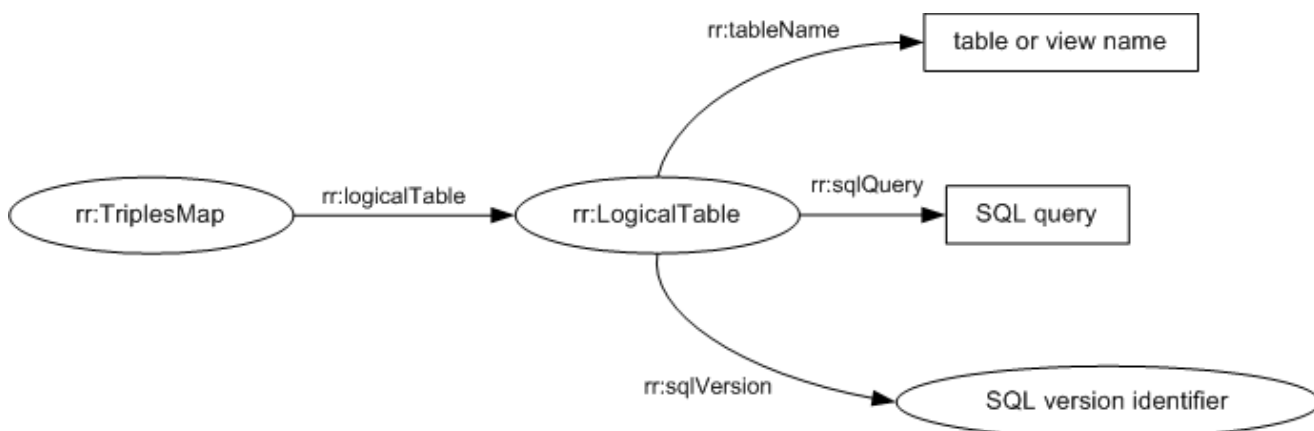 rr:tableName
table or view name
rr:TriplesMap
rr:logicalTable
rr:LogicalTable
rr:sqlQuery
SQL query
rr:sqlVersion
SQL version identifier